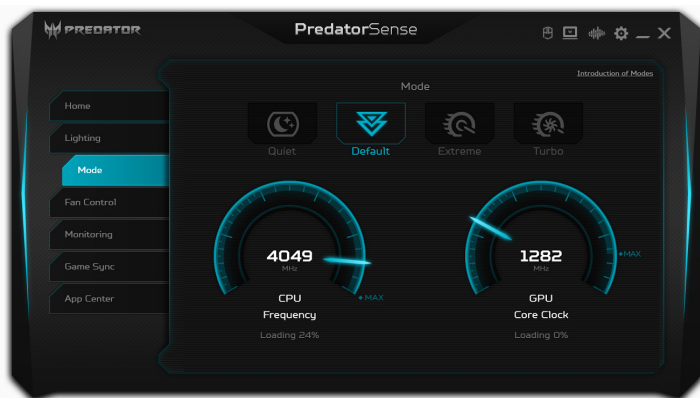 PREDATOR
PredatorSense
Introduction of Modes
Mode
Home
Lighting
Mode
Fan Control
Monitoring
Game Sync
App Center
Quiet
Default
Extreme
Turbo
4049
MHz
MAX
CPU
Frequency
Loading 24%
1282
MHz
MAX
GPU
Core Clock
Loading 0%